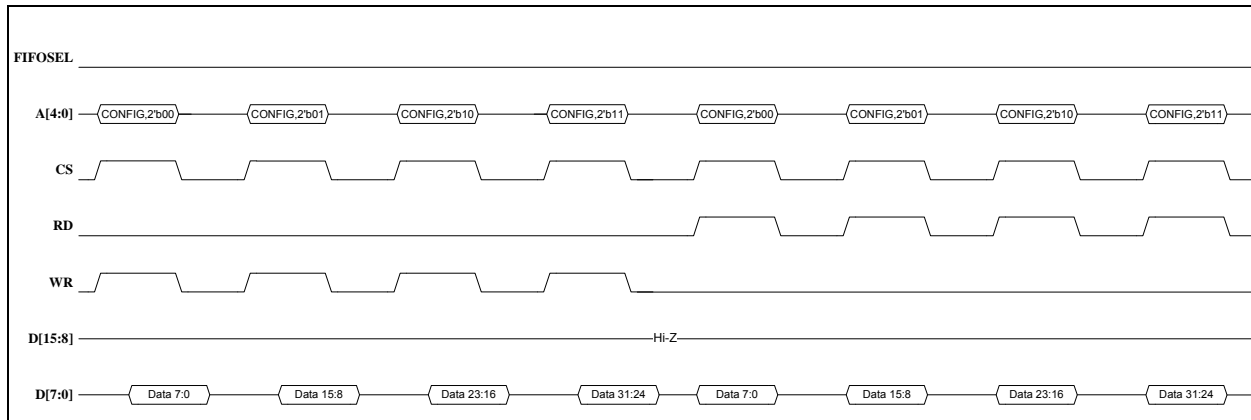 FIFOSEL
A[4:0] CONFIG,2'b00 CONFIG,2'b01 CONFIG,2'b10 CONFIG,2'b11 CONFIG,2'b00 CONFIG,2'b01 CONFIG,2'b10 CONFIG,2'b11
CS
RD
WR
D[15:8] Hi-Z
D[7:0] Data 7:0 Data 15:8 Data 23:16 Data 31:24 Data 7:0 Data 15:8 Data 23:16 Data 31:24